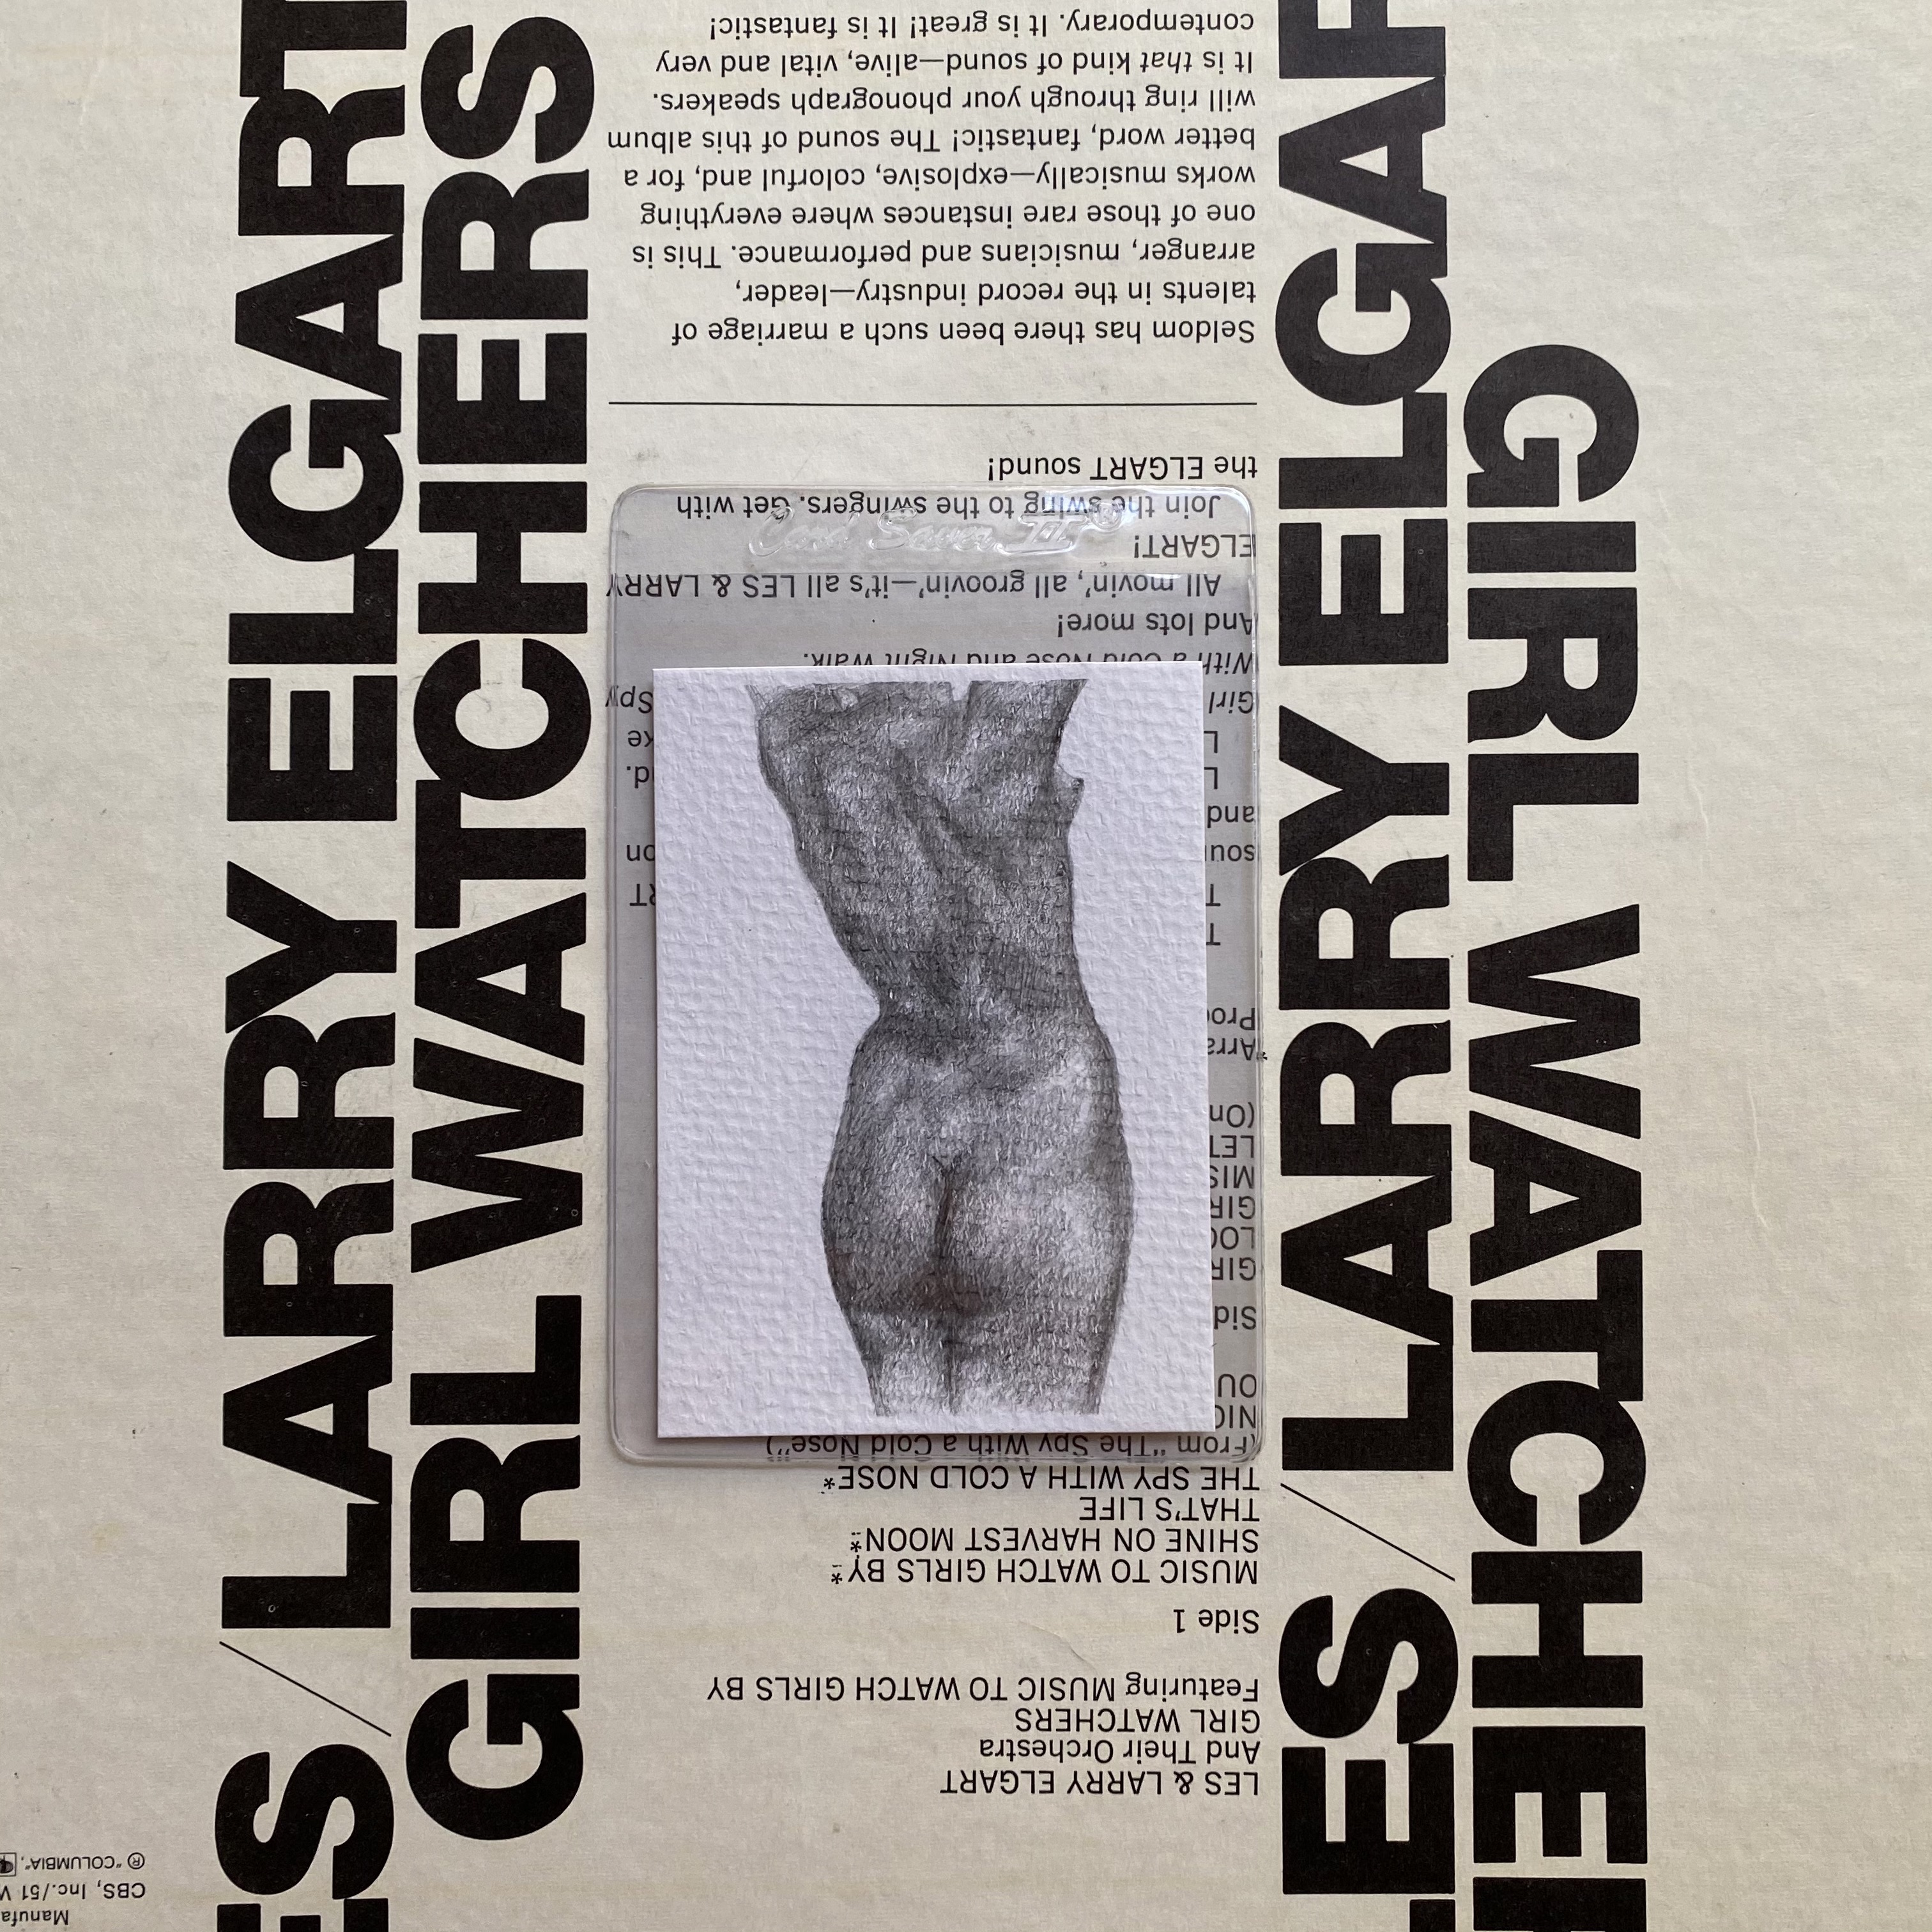 ES/LARRY ELGART
GIRL WATCHERS
LES & LARRY ELGART
And Their Orchestra
GIRL WATCHERS
Featuring MUSIC TO WATCH GIRLS BY
Side 1
MUSIC TO WATCH GIRLS BY*
SHINE ON HARVEST MOON*
THAT'S LIFE
THE SPY WITH A COLD NOSE*
(From "The Spy With a Cold Nose")
And lots more!
All movin', all groovin'—it's all LES & LARRY
ELGART!
Join the swing to the swingers. Get with
the ELGART sound!
Seldom has there been such a marriage of
talents in the record industry—leader,
arranger, musicians and performance. This is
one of those rare instances where everything
works musically—explosive, colorful and, for a
better word, fantastic! The sound of this album
will ring through your phonograph speakers.
It is that kind of sound—alive, vital and very
contemporary. It is great! It is fantastic!
Card Saver II®
LES/LARRY ELGAR
GIRL WATCHER
Manufa
CBS, Inc./51 W
® "COLUMBIA",